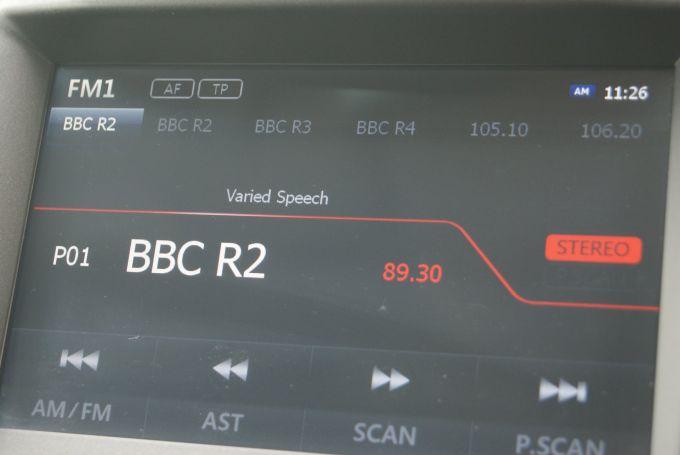 FM1 AF TP AM 11:26
BBC R2 BBC R2 BBC R3 BBC R4 105.10 106.20
Varied Speech
P01 BBC R2 89.30 STEREO
AM/FM AST SCAN P.SCAN